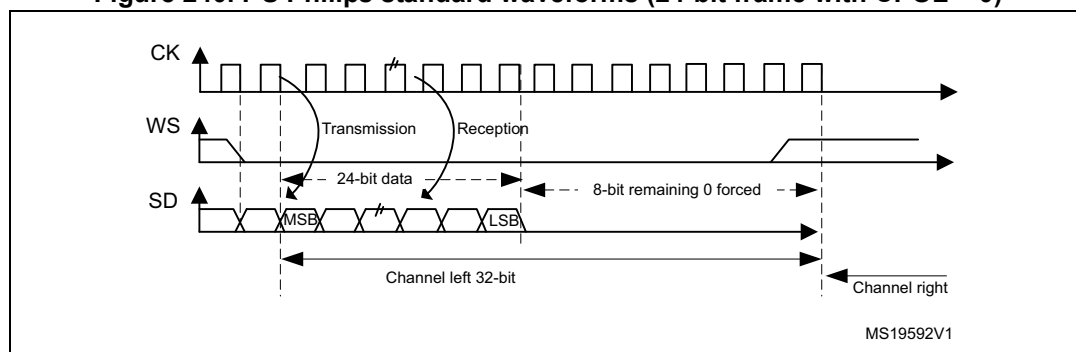 CK
WS
Transmission
Reception
24-bit data
8-bit remaining 0 forced
SD
MSB
LSB
Channel left 32-bit
Channel right
MS19592V1